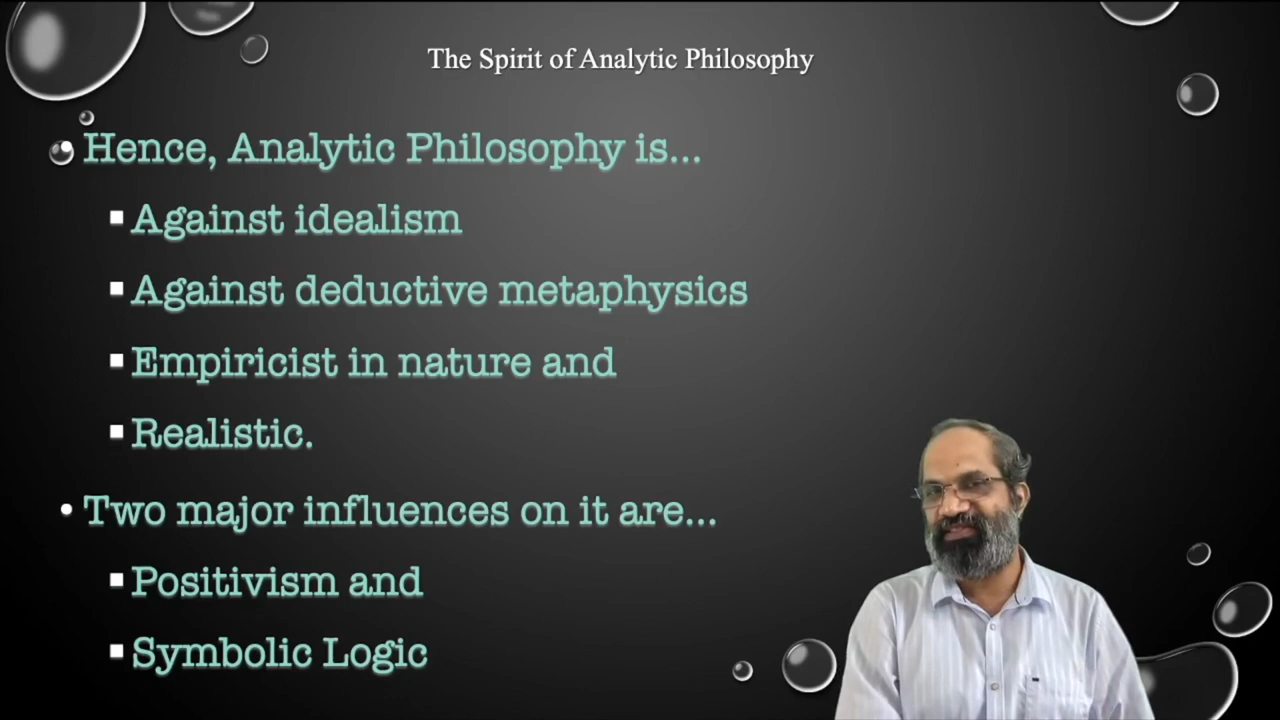 The Spirit of Analytic Philosophy
• Hence, Analytic Philosophy is...
▪ Against idealism
▪ Against deductive metaphysics
▪ Empiricist in nature and
▪ Realistic.
• Two major influences on it are...
▪ Positivism and
▪ Symbolic Logic